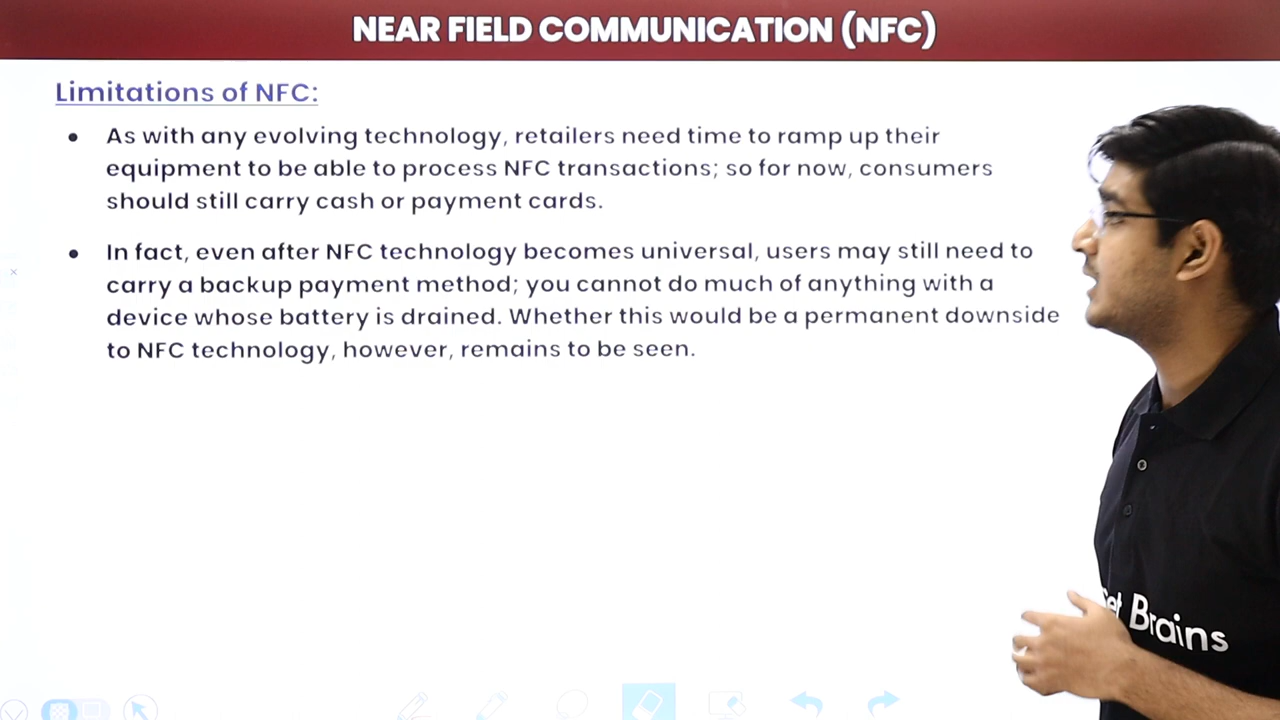 NEAR FIELD COMMUNICATION (NFC)
Limitations of NFC:
• As with any evolving technology, retailers need time to ramp up their
equipment to be able to process NFC transactions; so for now, consumers
should still carry cash or payment cards.
• In fact, even after NFC technology becomes universal, users may still need to
carry a backup payment method; you cannot do much of anything with a
device whose battery is drained. Whether this would be a permanent downside
to NFC technology, however, remains to be seen.
Brains